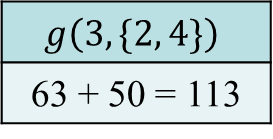 g(3,{2,4})
63 + 50 = 113